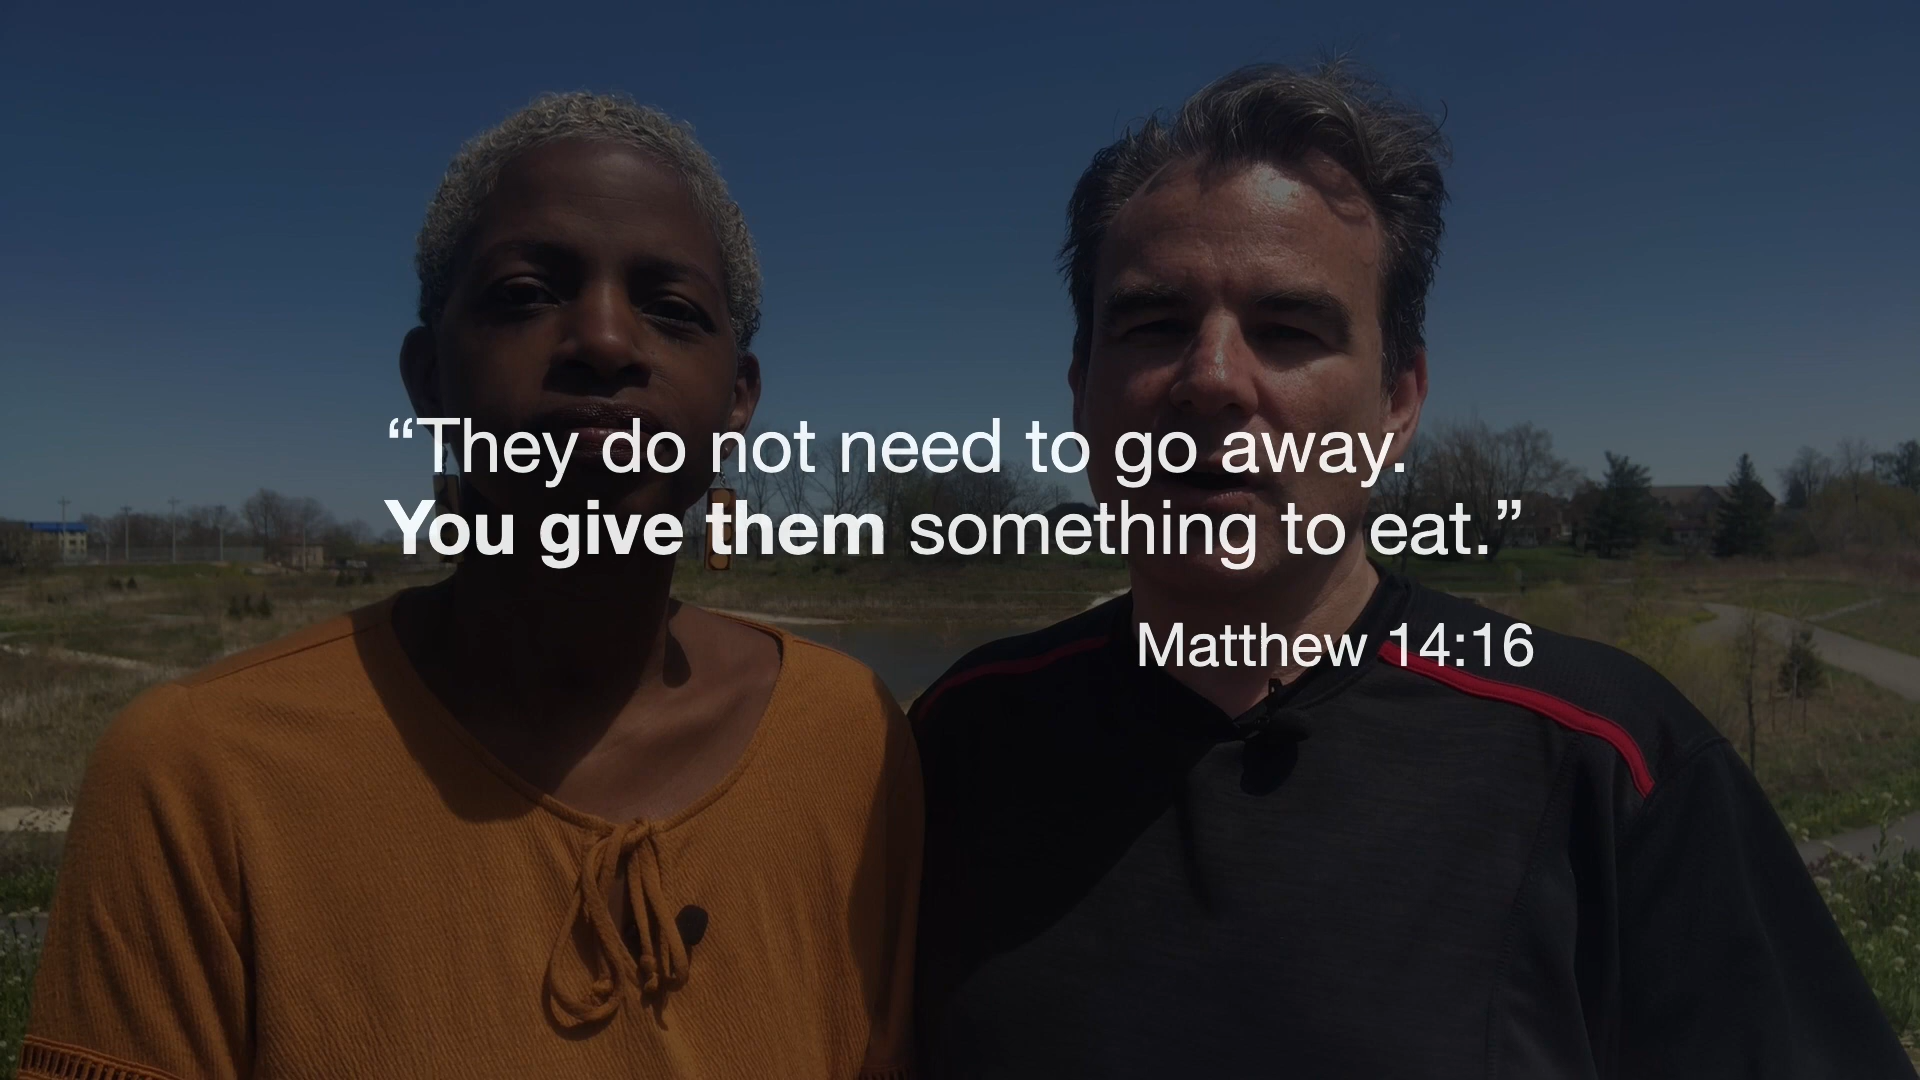 “They do not need to go away.
You give them something to eat.”
Matthew 14:16